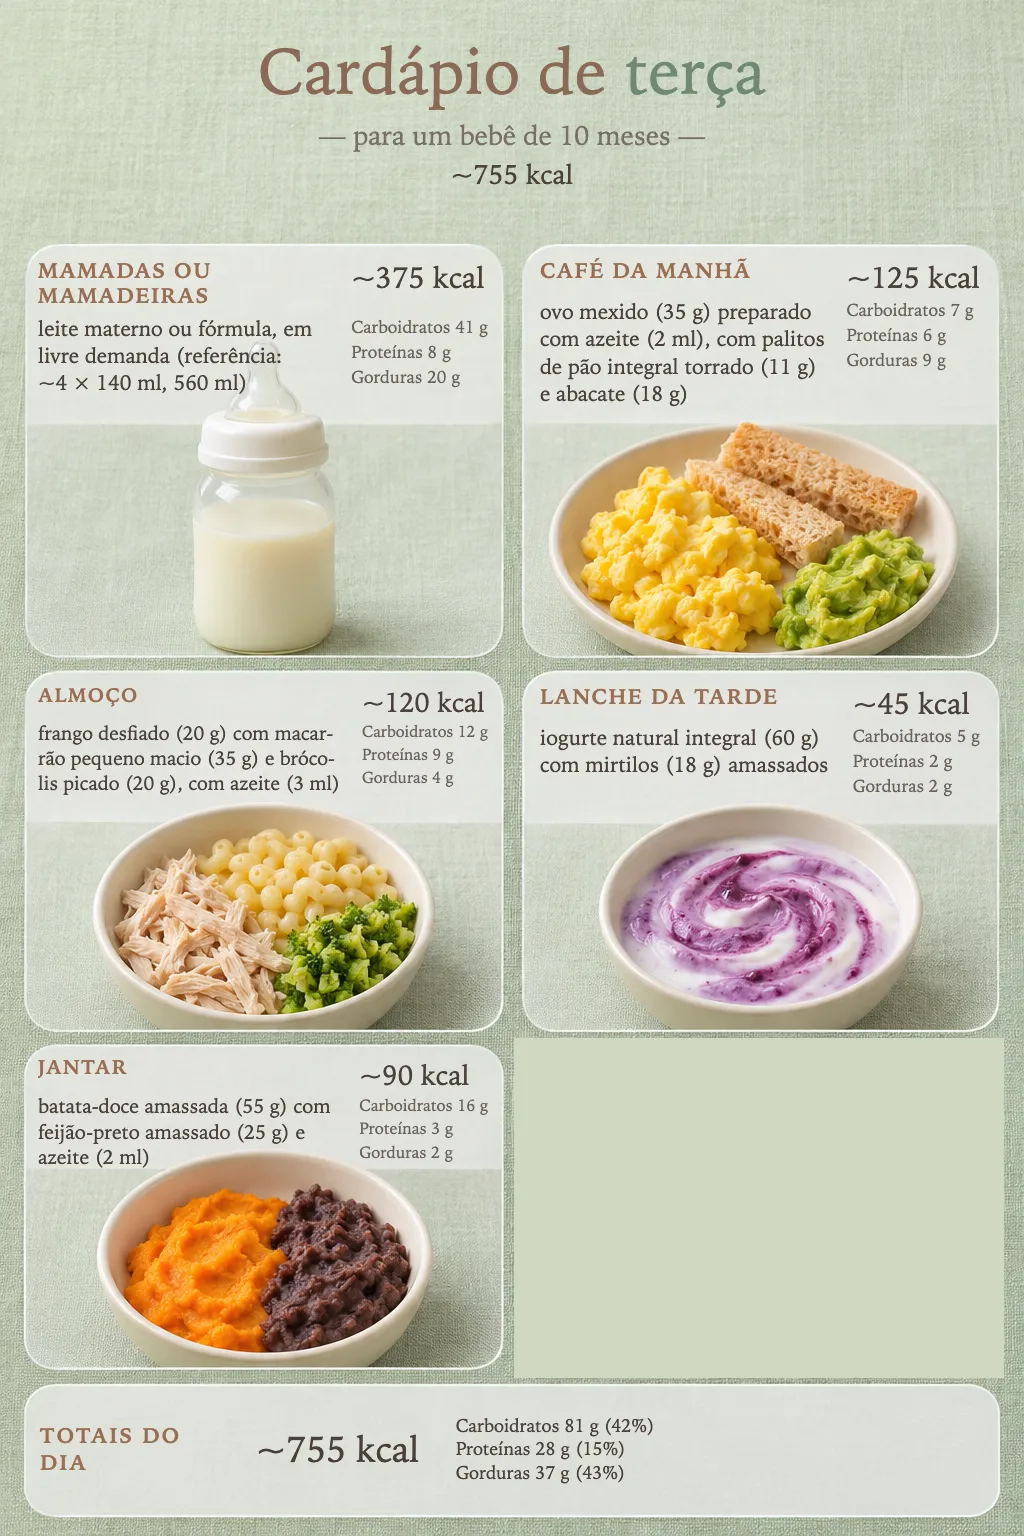 Cardápio de terça
— para um bebê de 10 meses —
~755 kcal
MAMADAS OU
MAMADEIRAS
leite materno ou fórmula, em
livre demanda (referência:
~4 × 140 ml, 560 ml)
~375 kcal
Carboidratos 41 g
Proteínas 8 g
Gorduras 20 g
CAFÉ DA MANHÃ
ovo mexido (35 g) preparado
com azeite (2 ml), com palitos
de pão integral torrado (11 g)
e abacate (18 g)
~125 kcal
Carboidratos 7 g
Proteínas 6 g
Gorduras 9 g
ALMOÇO
frango desfiado (20 g) com macar-
rão pequeno macio (35 g) e bróco-
lis picado (20 g), com azeite (3 ml)
~120 kcal
Carboidratos 12 g
Proteínas 9 g
Gorduras 4 g
LANCHE DA TARDE
iogurte natural integral (60 g)
com mirtilos (18 g) amassados
~45 kcal
Carboidratos 5 g
Proteínas 2 g
Gorduras 2 g
JANTAR
batata-doce amassada (55 g) com
feijão-preto amassado (25 g) e
azeite (2 ml)
~90 kcal
Carboidratos 16 g
Proteínas 3 g
Gorduras 2 g
TOTAIS DO
DIA
~755 kcal
Carboidratos 81 g (42%)
Proteínas 28 g (15%)
Gorduras 37 g (43%)